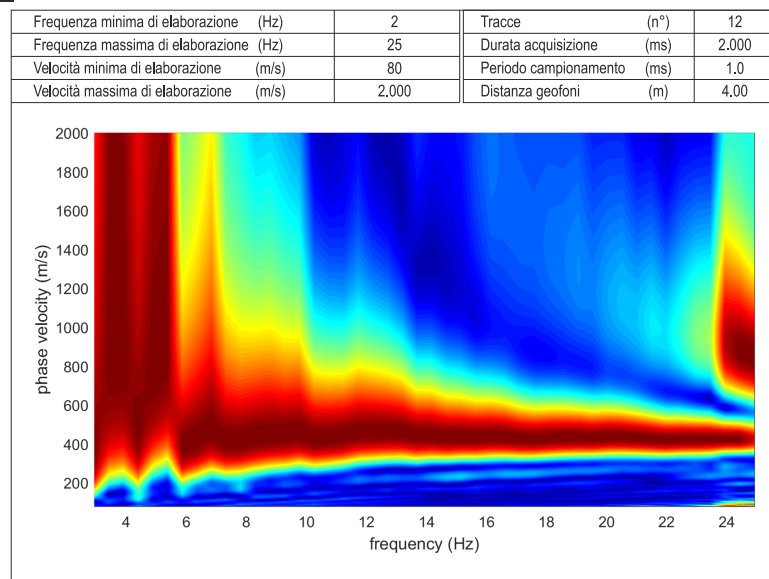 Frequenza minima di elaborazione (Hz) 2 Tracce (n°) 12
Frequenza massima di elaborazione (Hz) 25 Durata acquisizione (ms) 2.000
Velocità minima di elaborazione (m/s) 80 Periodo campionamento (ms) 1.0
Velocità massima di elaborazione (m/s) 2.000 Distanza geofoni (m) 4.00
2000
1800
1600
1400
1200
1000
800
600
400
200
phase velocity (m/s)
4 6 8 10 12 14 16 18 20 22 24
frequency (Hz)